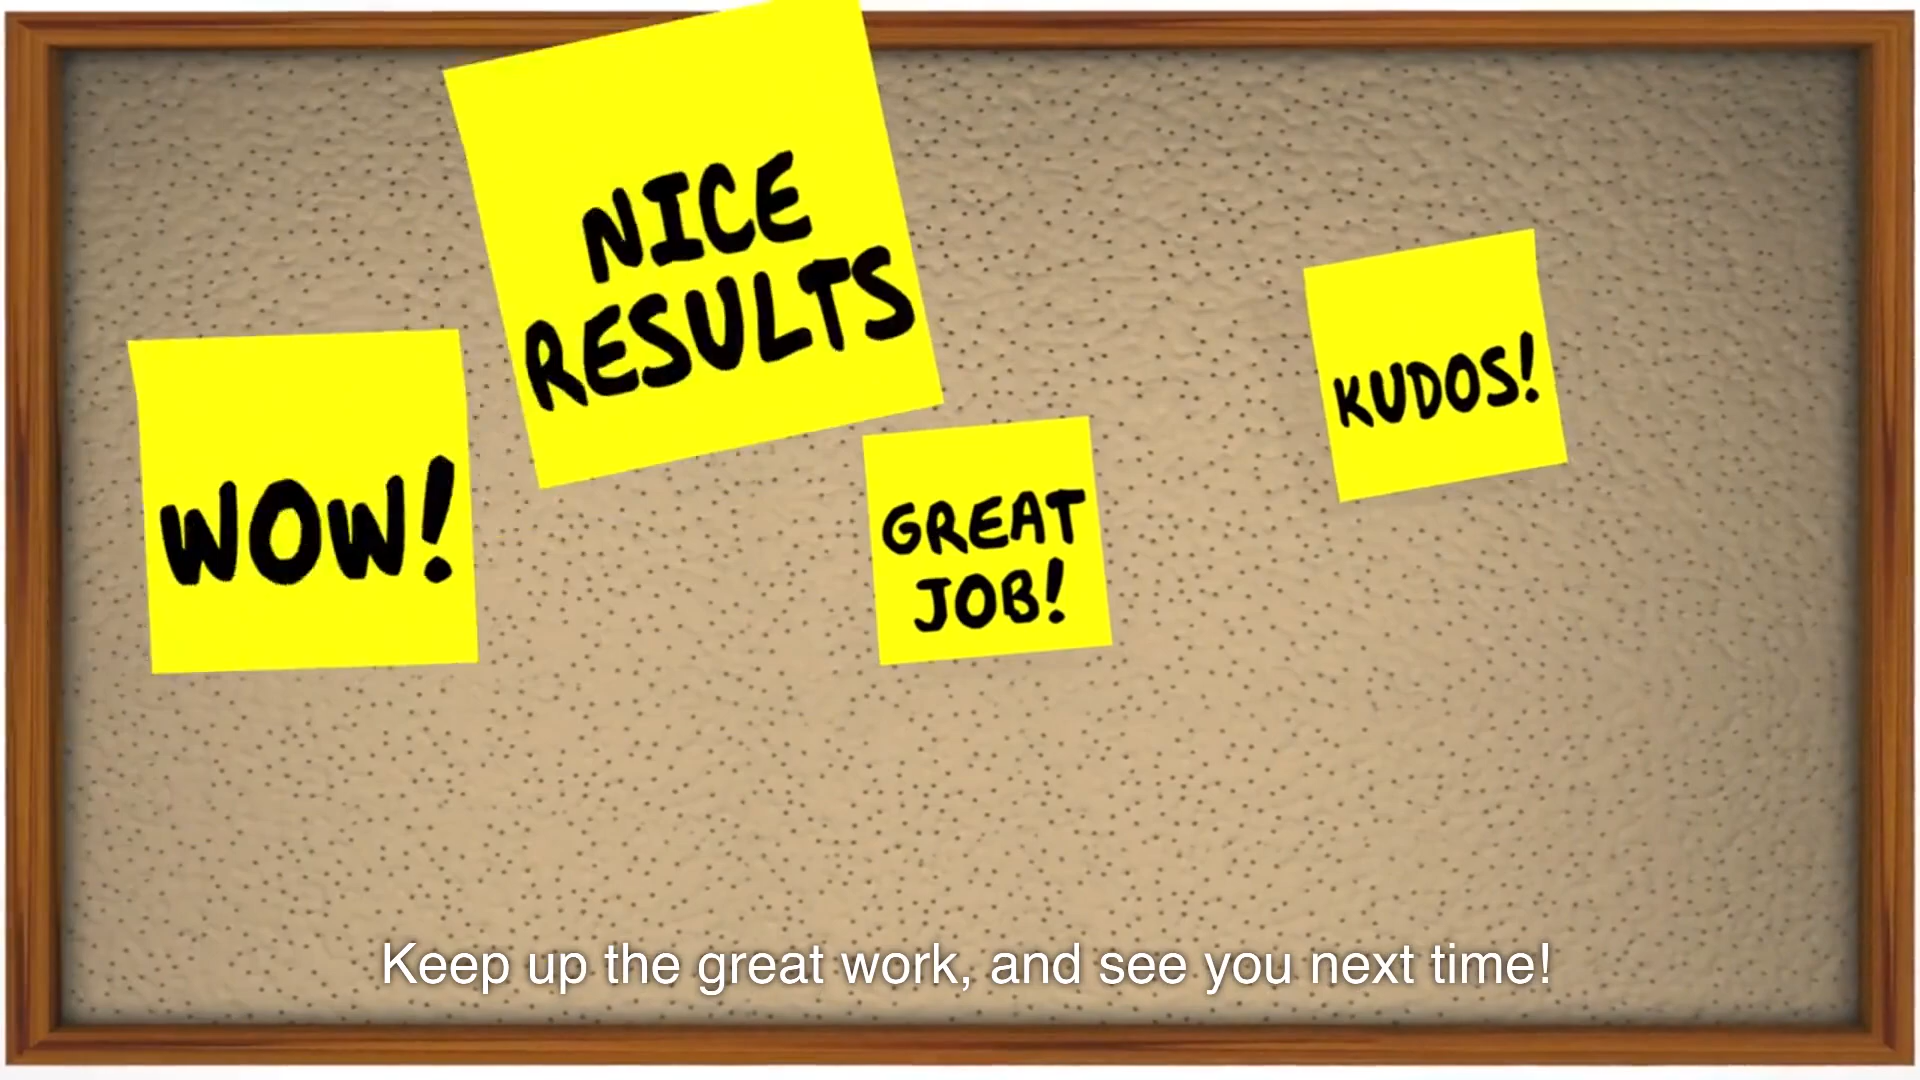 NICE
RESULTS
WOW!
GREAT
JOB!
KUDOS!
Keep up the great work, and see you next time!